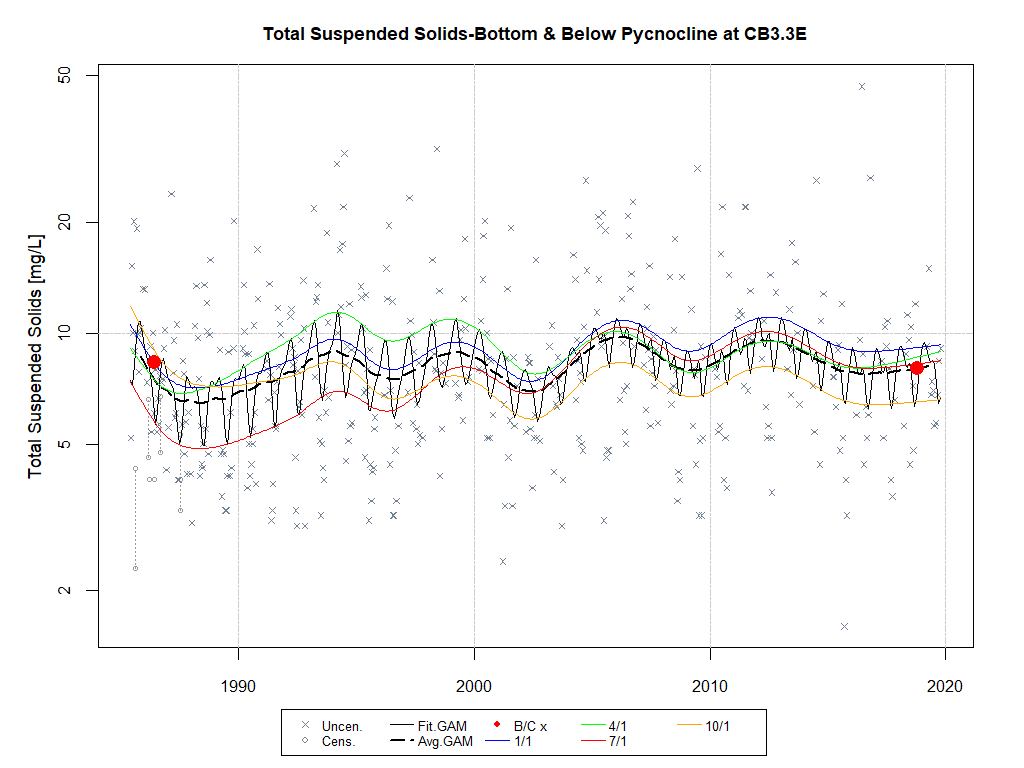 Total Suspended Solids-Bottom & Below Pycnocline at CB3.3E
Total Suspended Solids [mg/L]
50
20
10
5
2
1990 2000 2010 2020
Uncen. Fit.GAM B/C x 4/1 10/1
Cens. Avg.GAM 1/1 7/1